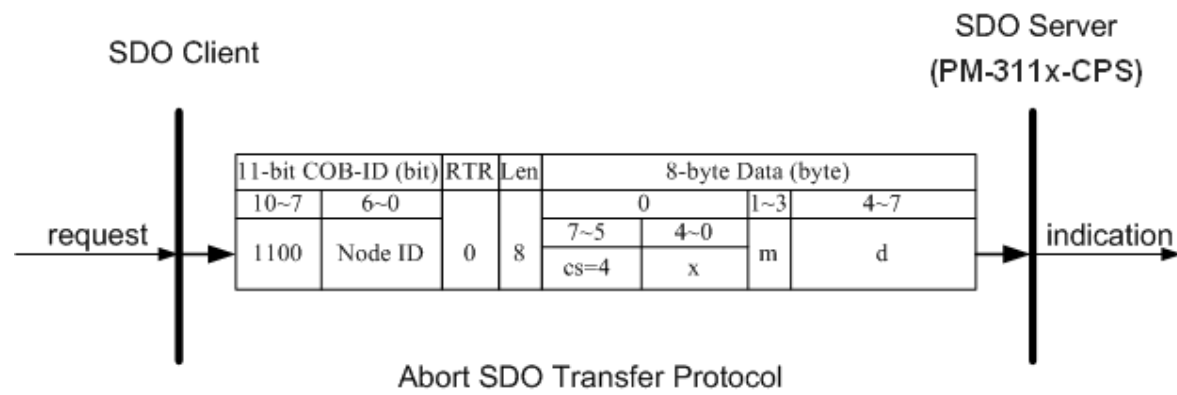 SDO Client
SDO Server
(PM-311x-CPS)
11-bit COB-ID (bit) RTR Len 8-byte Data (byte)
10~7 6~0 0 1~3 4~7
request 1100 Node ID 0 8 7~5 4~0 m d indication
cs=4 x
Abort SDO Transfer Protocol